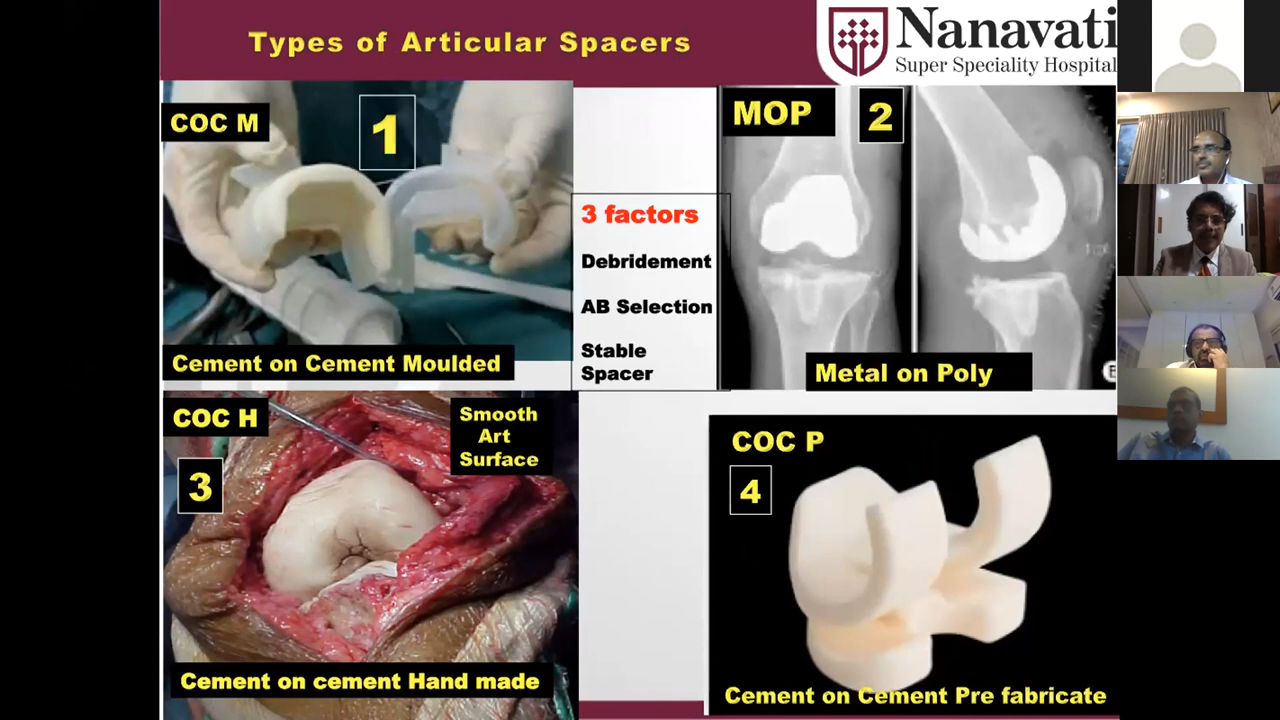 Types of Articular Spacers
Nanavati
Super Speciality Hospital
COC M
1
Cement on Cement Moulded
3 factors
Debridement
AB Selection
Stable
Spacer
MOP
2
Metal on Poly
COC H
3
Smooth
Art
Surface
Cement on cement Hand made
COC P
4
Cement on Cement Pre fabricate